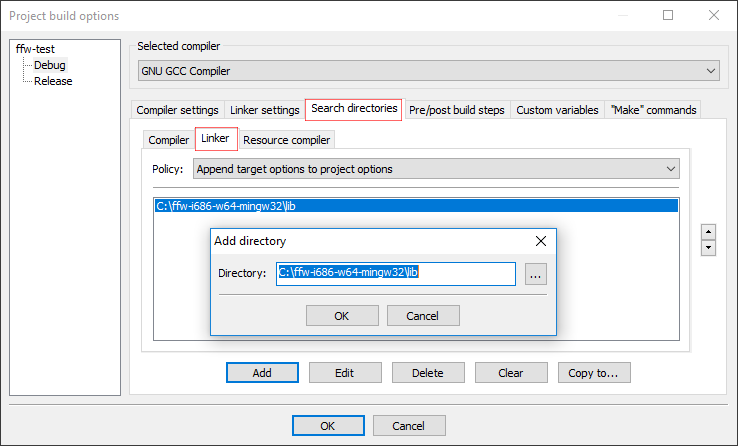 Project build options
ffw-test
Debug
Release
Selected compiler
GNU GCC Compiler
Compiler settings Linker settings Search directories Pre/post build steps Custom variables "Make" commands
Compiler Linker Resource compiler
Policy: Append target options to project options
C:\ffw-i686-w64-mingw32\lib
Add directory
Directory: C:\ffw-i686-w64-mingw32\lib ...
OK Cancel
Add Edit Delete Clear Copy to...
OK Cancel